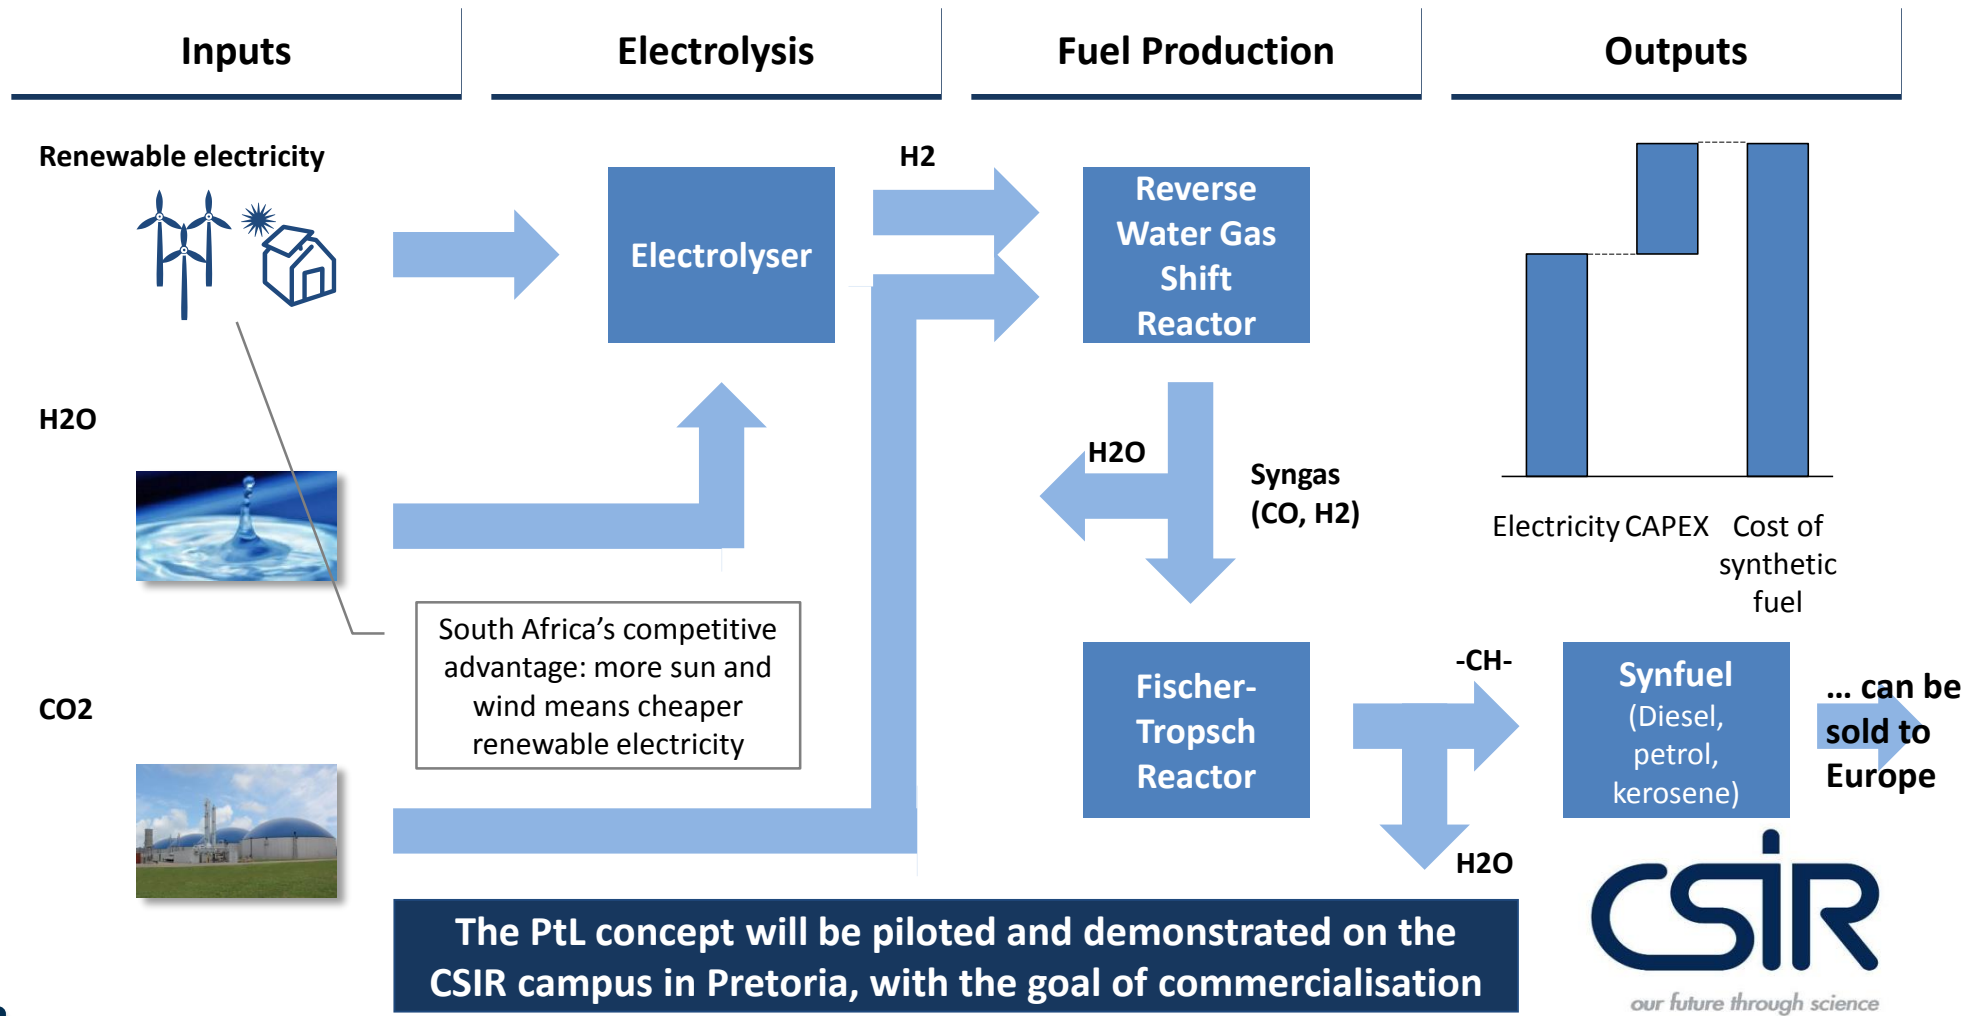 Inputs
Electrolysis
Fuel Production
Outputs
Renewable electricity
H2O
CO2
South Africa's competitive
advantage: more sun and
wind means cheaper
renewable electricity
Electrolyser
H2
Reverse
Water Gas
Shift
Reactor
H2O
Syngas
(CO, H2)
Fischer-
Tropsch
Reactor
-CH-
H2O
Electricity
CAPEX
Cost of
synthetic
fuel
Synfuel
(Diesel,
petrol,
kerosene)
... can be
sold to
Europe
The PtL concept will be piloted and demonstrated on the
CSIR campus in Pretoria, with the goal of commercialisation
CSIR
our future through science